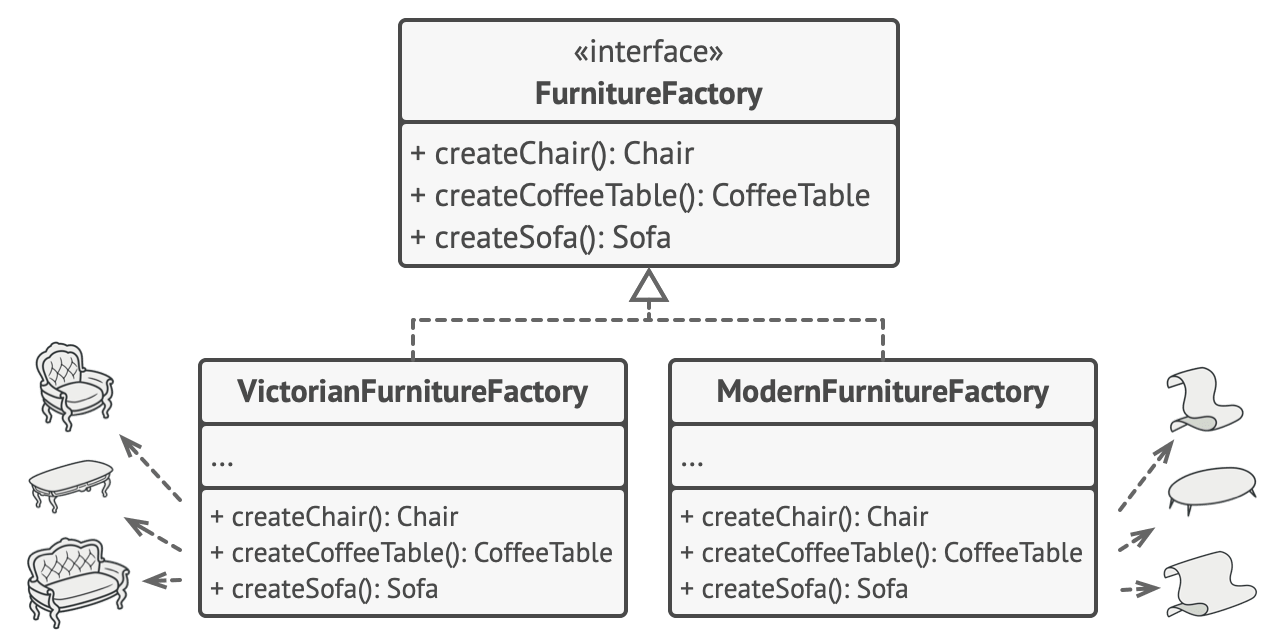 «interface»
FurnitureFactory
+ createChair(): Chair
+ createCoffeeTable(): CoffeeTable
+ createSofa(): Sofa
VictorianFurnitureFactory
...
+ createChair(): Chair
+ createCoffeeTable(): CoffeeTable
+ createSofa(): Sofa
ModernFurnitureFactory
...
+ createChair(): Chair
+ createCoffeeTable(): CoffeeTable
+ createSofa(): Sofa